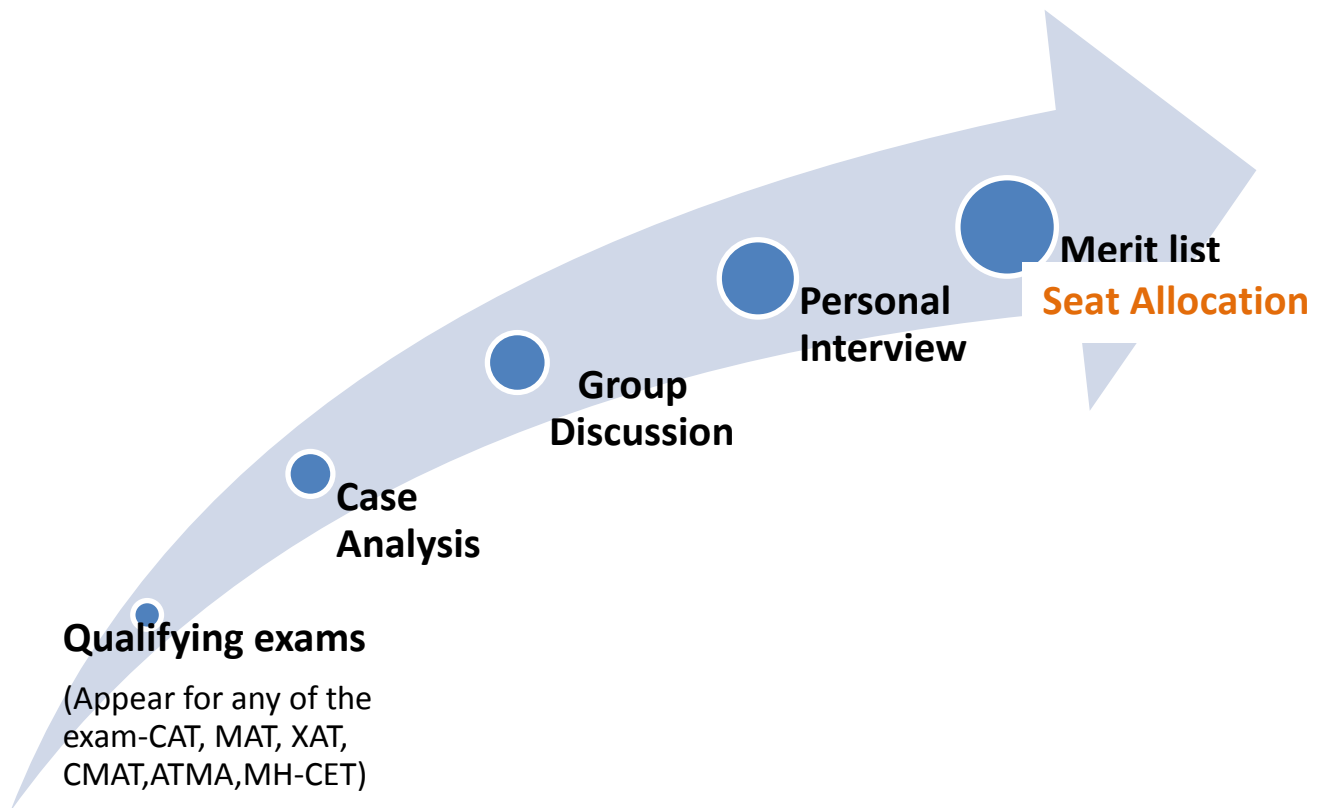 Qualifying exams
(Appear for any of the
exam-CAT, MAT, XAT,
CMAT,ATMA,MH-CET)
Case
Analysis
Group
Discussion
Personal
Interview
Merit list
Seat Allocation